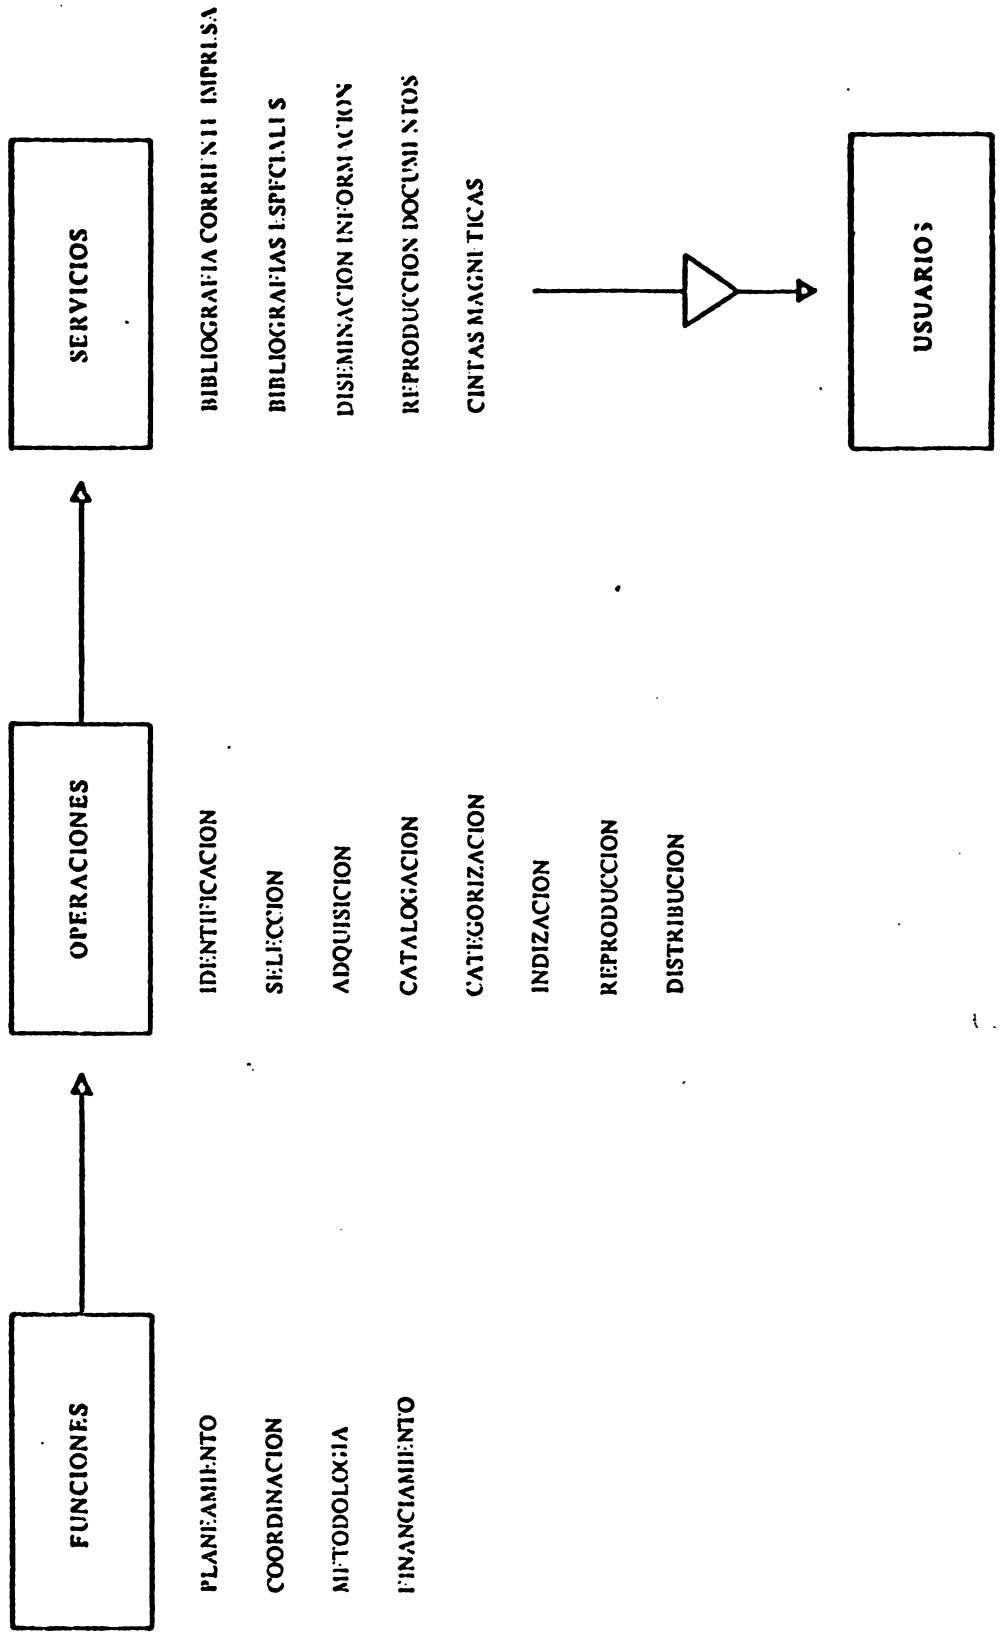 FUNCIONES
PLANEAMIENTO
COORDINACION
METODOLOGIA
FINANCIAMIENTO
OPERACIONES
IDENTIFICACION
SELECCION
ADQUISICION
CATALOGACION
CATEGORIZACION
INDIZACION
REPRODUCCION
DISTRIBUCION
SERVICIOS
BIBLIOGRAFIA CORRIENTE IMPRESA
BIBLIOGRAFIAS ESPECIALES
DISEMINACION INFORMACION
REPRODUCCION DOCUMENTOS
CINTAS MAGNETICAS
USUARIOS